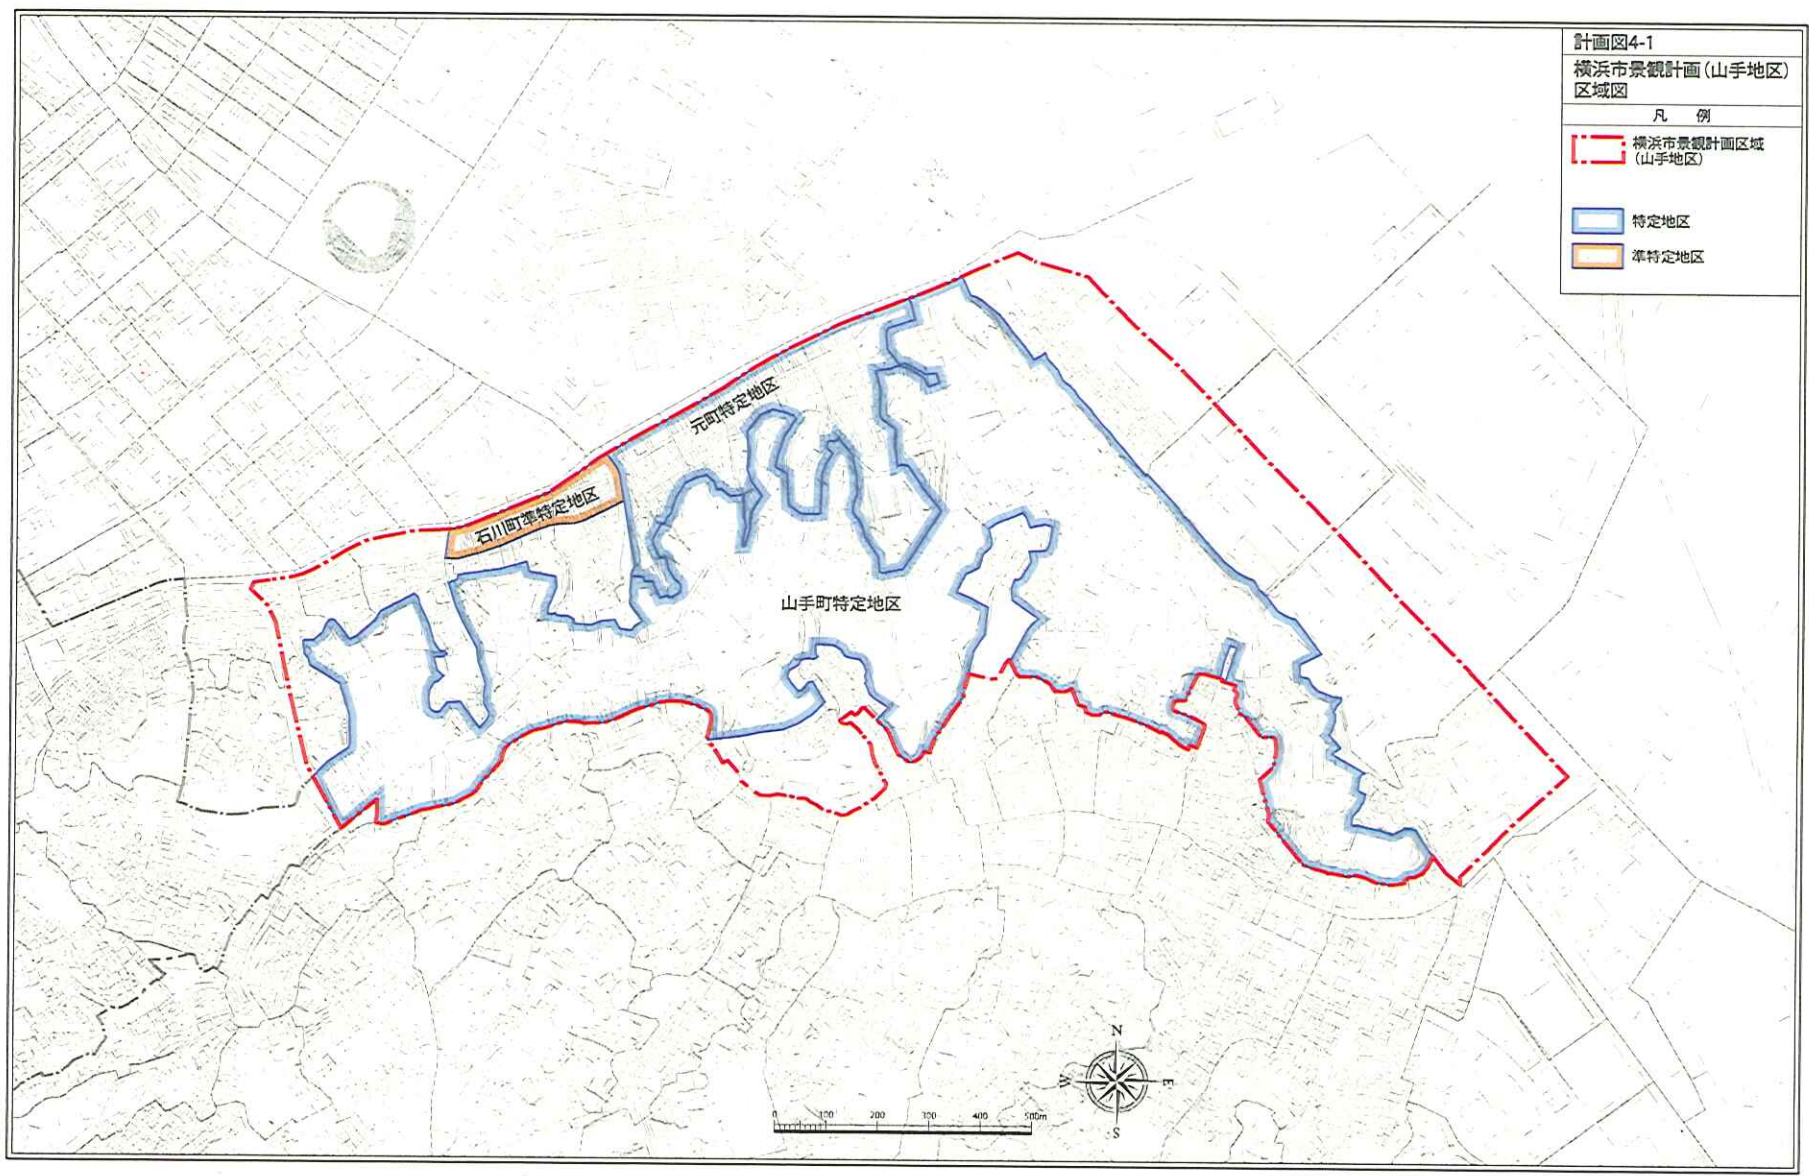 計画図4-1
横浜市景観計画(山手地区)
区域図
凡 例
横浜市景観計画区域
(山手地区)
特定地区
準特定地区
元町特定地区
石川町準特定地区
山手町特定地区
N
W
E
S
0 100 200 300 400 500m